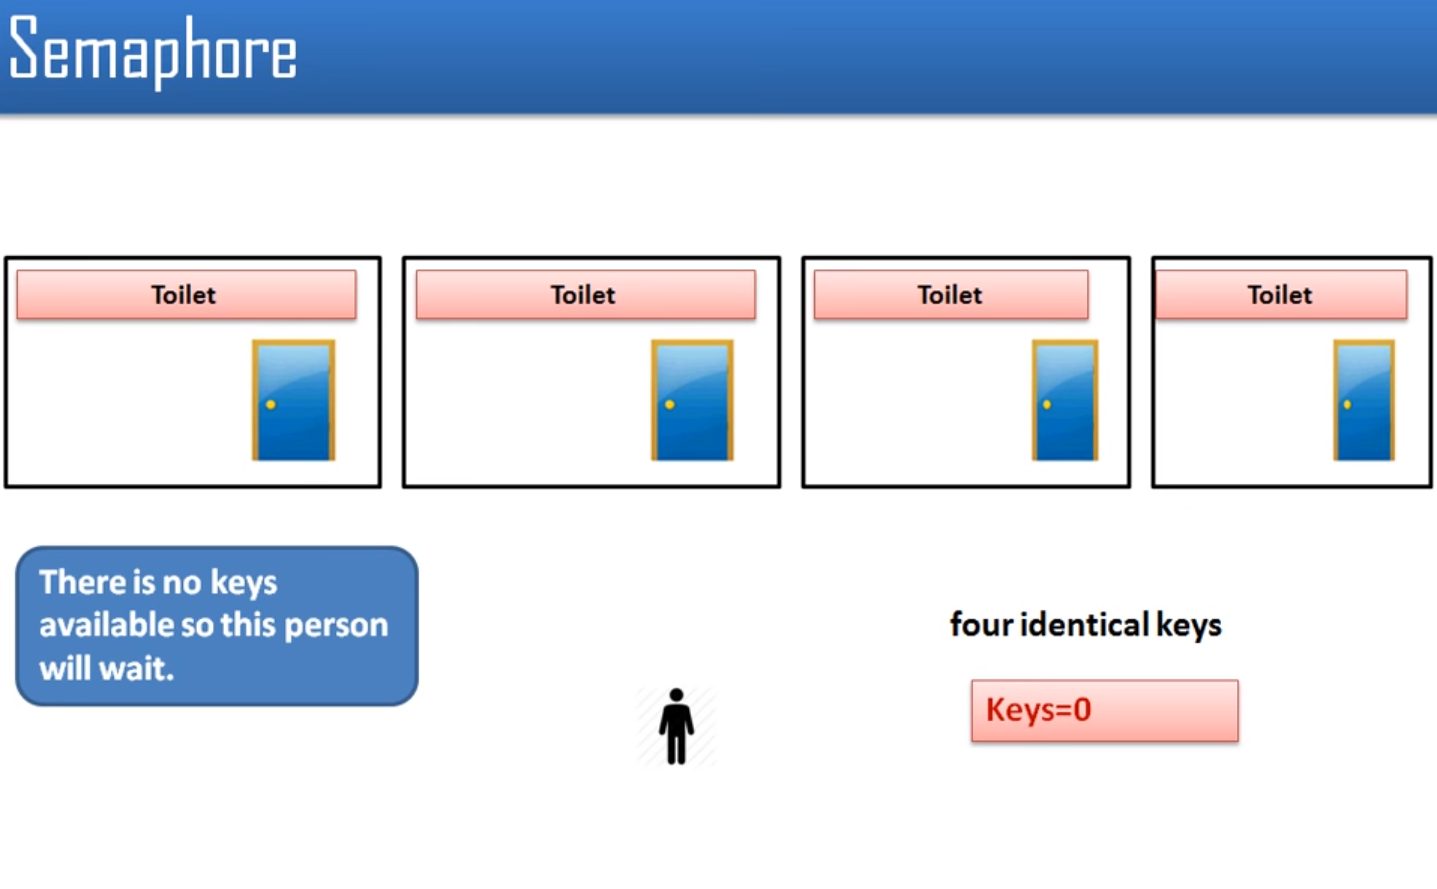 Semaphore
Toilet
Toilet
Toilet
Toilet
There is no keys
available so this person
will wait.
four identical keys
Keys=0